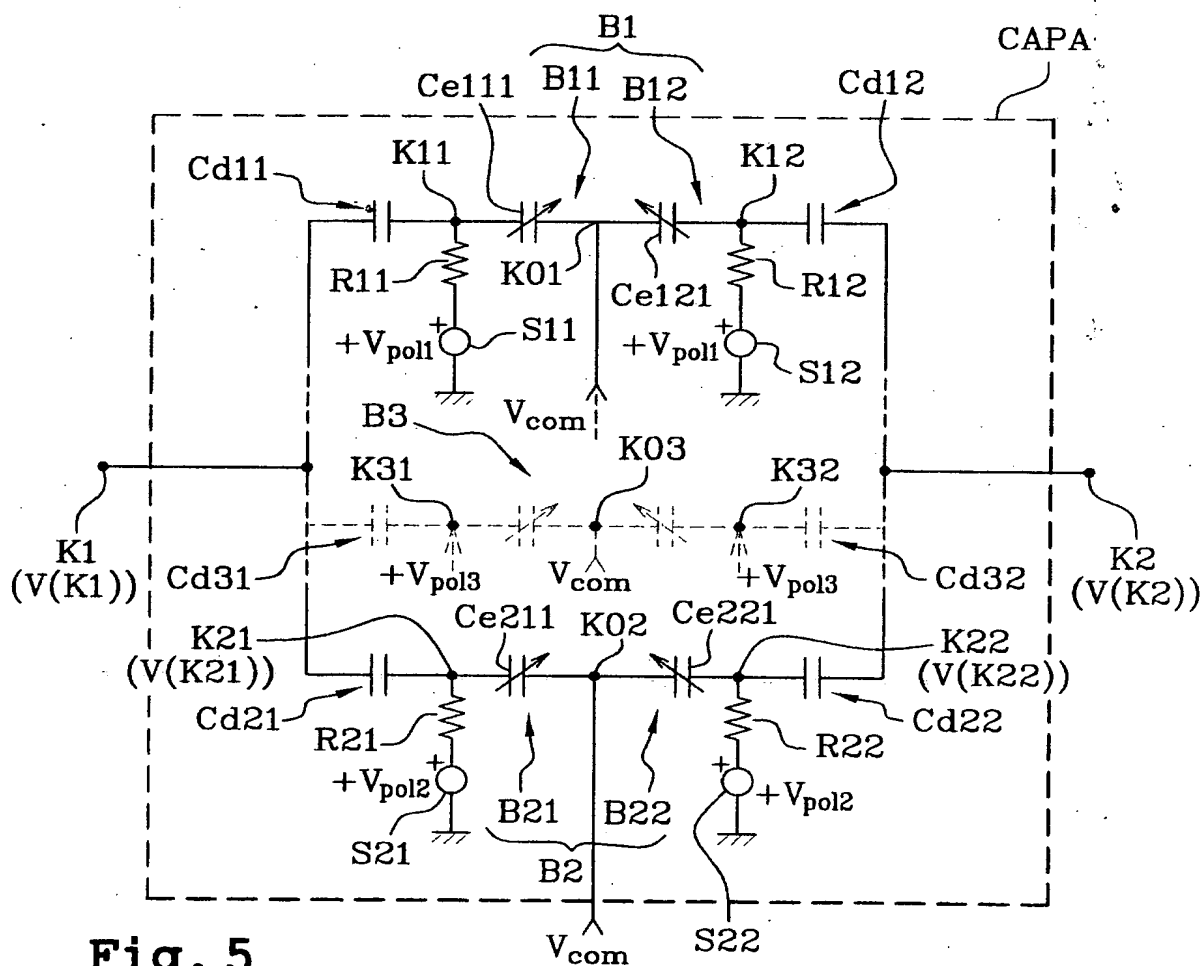 B1
CAPA
Ce111
B11
B12
Cd12
Cd11
K11
K12
R11
K01
Ce121
R12
+
S11
+Vpol1
+
+Vpol1
S12
Vcom
B3
K31
K03
K32
K1
(V(K1))
Cd31
+Vpol3
Vcom
+Vpol3
Cd32
K2
(V(K2))
K21
(V(K21))
Ce211
K02
Ce221
K22
(V(K22))
Cd21
R21
Cd22
R22
+
+Vpol2
+
+Vpol2
S21
B21
B22
B2
S22
Vcom
Fig. 5